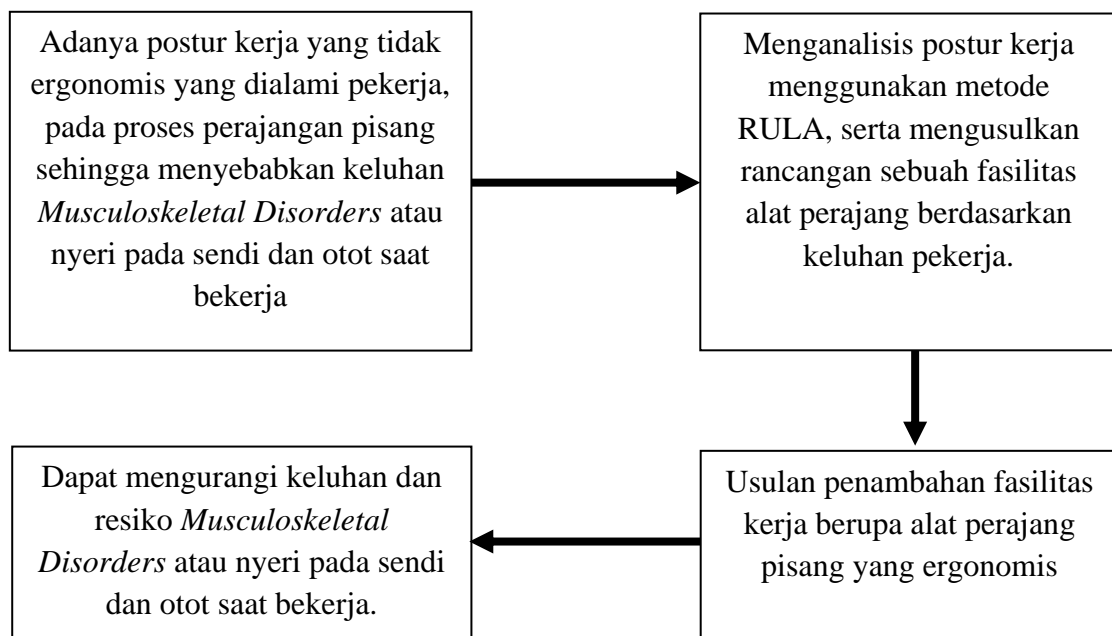 Adanya postur kerja yang tidak
ergonomis yang dialami pekerja,
pada proses perajangan pisang
sehingga menyebabkan keluhan
Musculoskeletal Disorders atau
nyeri pada sendi dan otot saat
bekerja
Menganalisis postur kerja
menggunakan metode
RULA, serta mengusulkan
rancangan sebuah fasilitas
alat perajang berdasarkan
keluhan pekerja.
Usulan penambahan fasilitas
kerja berupa alat perajang
pisang yang ergonomis
Dapat mengurangi keluhan dan
resiko Musculoskeletal
Disorders atau nyeri pada sendi
dan otot saat bekerja.